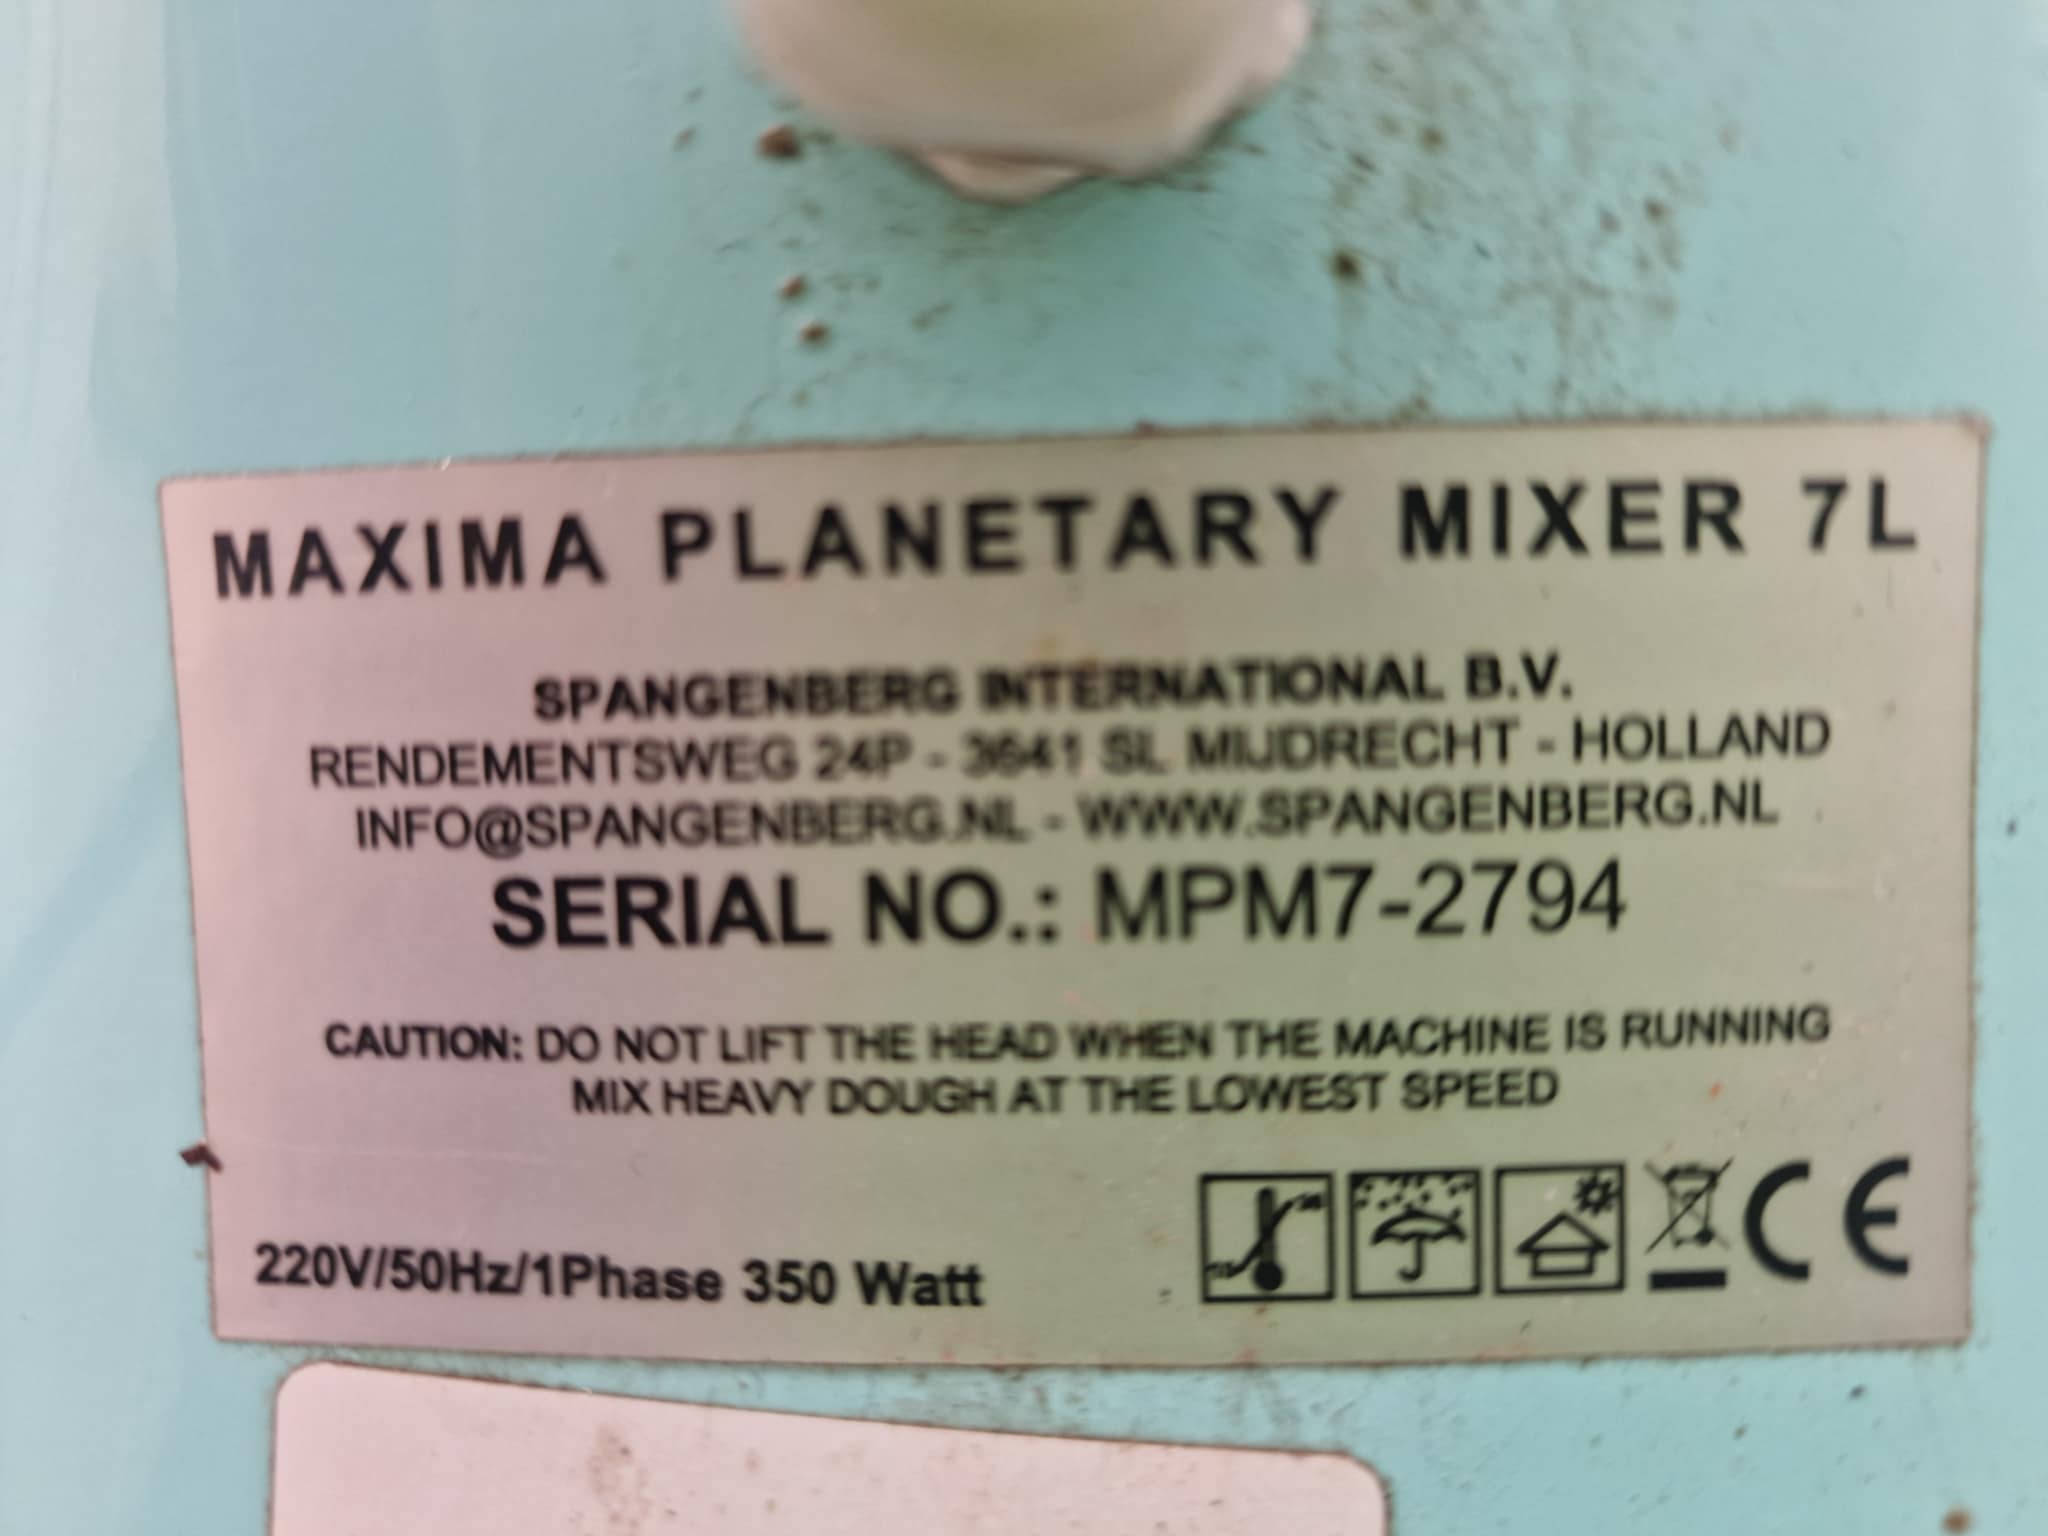 MAXIMA PLANETARY MIXER 7L
SPANGENBERG INTERNATIONAL B.V.
RENDEMENTSWEG 24P - 3641 SL MIJDRECHT - HOLLAND
INFO@SPANGENBERG.NL - WWW.SPANGENBERG.NL
SERIAL NO.: MPM7-2794
CAUTION: DO NOT LIFT THE HEAD WHEN THE MACHINE IS RUNNING
MIX HEAVY DOUGH AT THE LOWEST SPEED
220V/50Hz/1Phase 350 Watt
CE